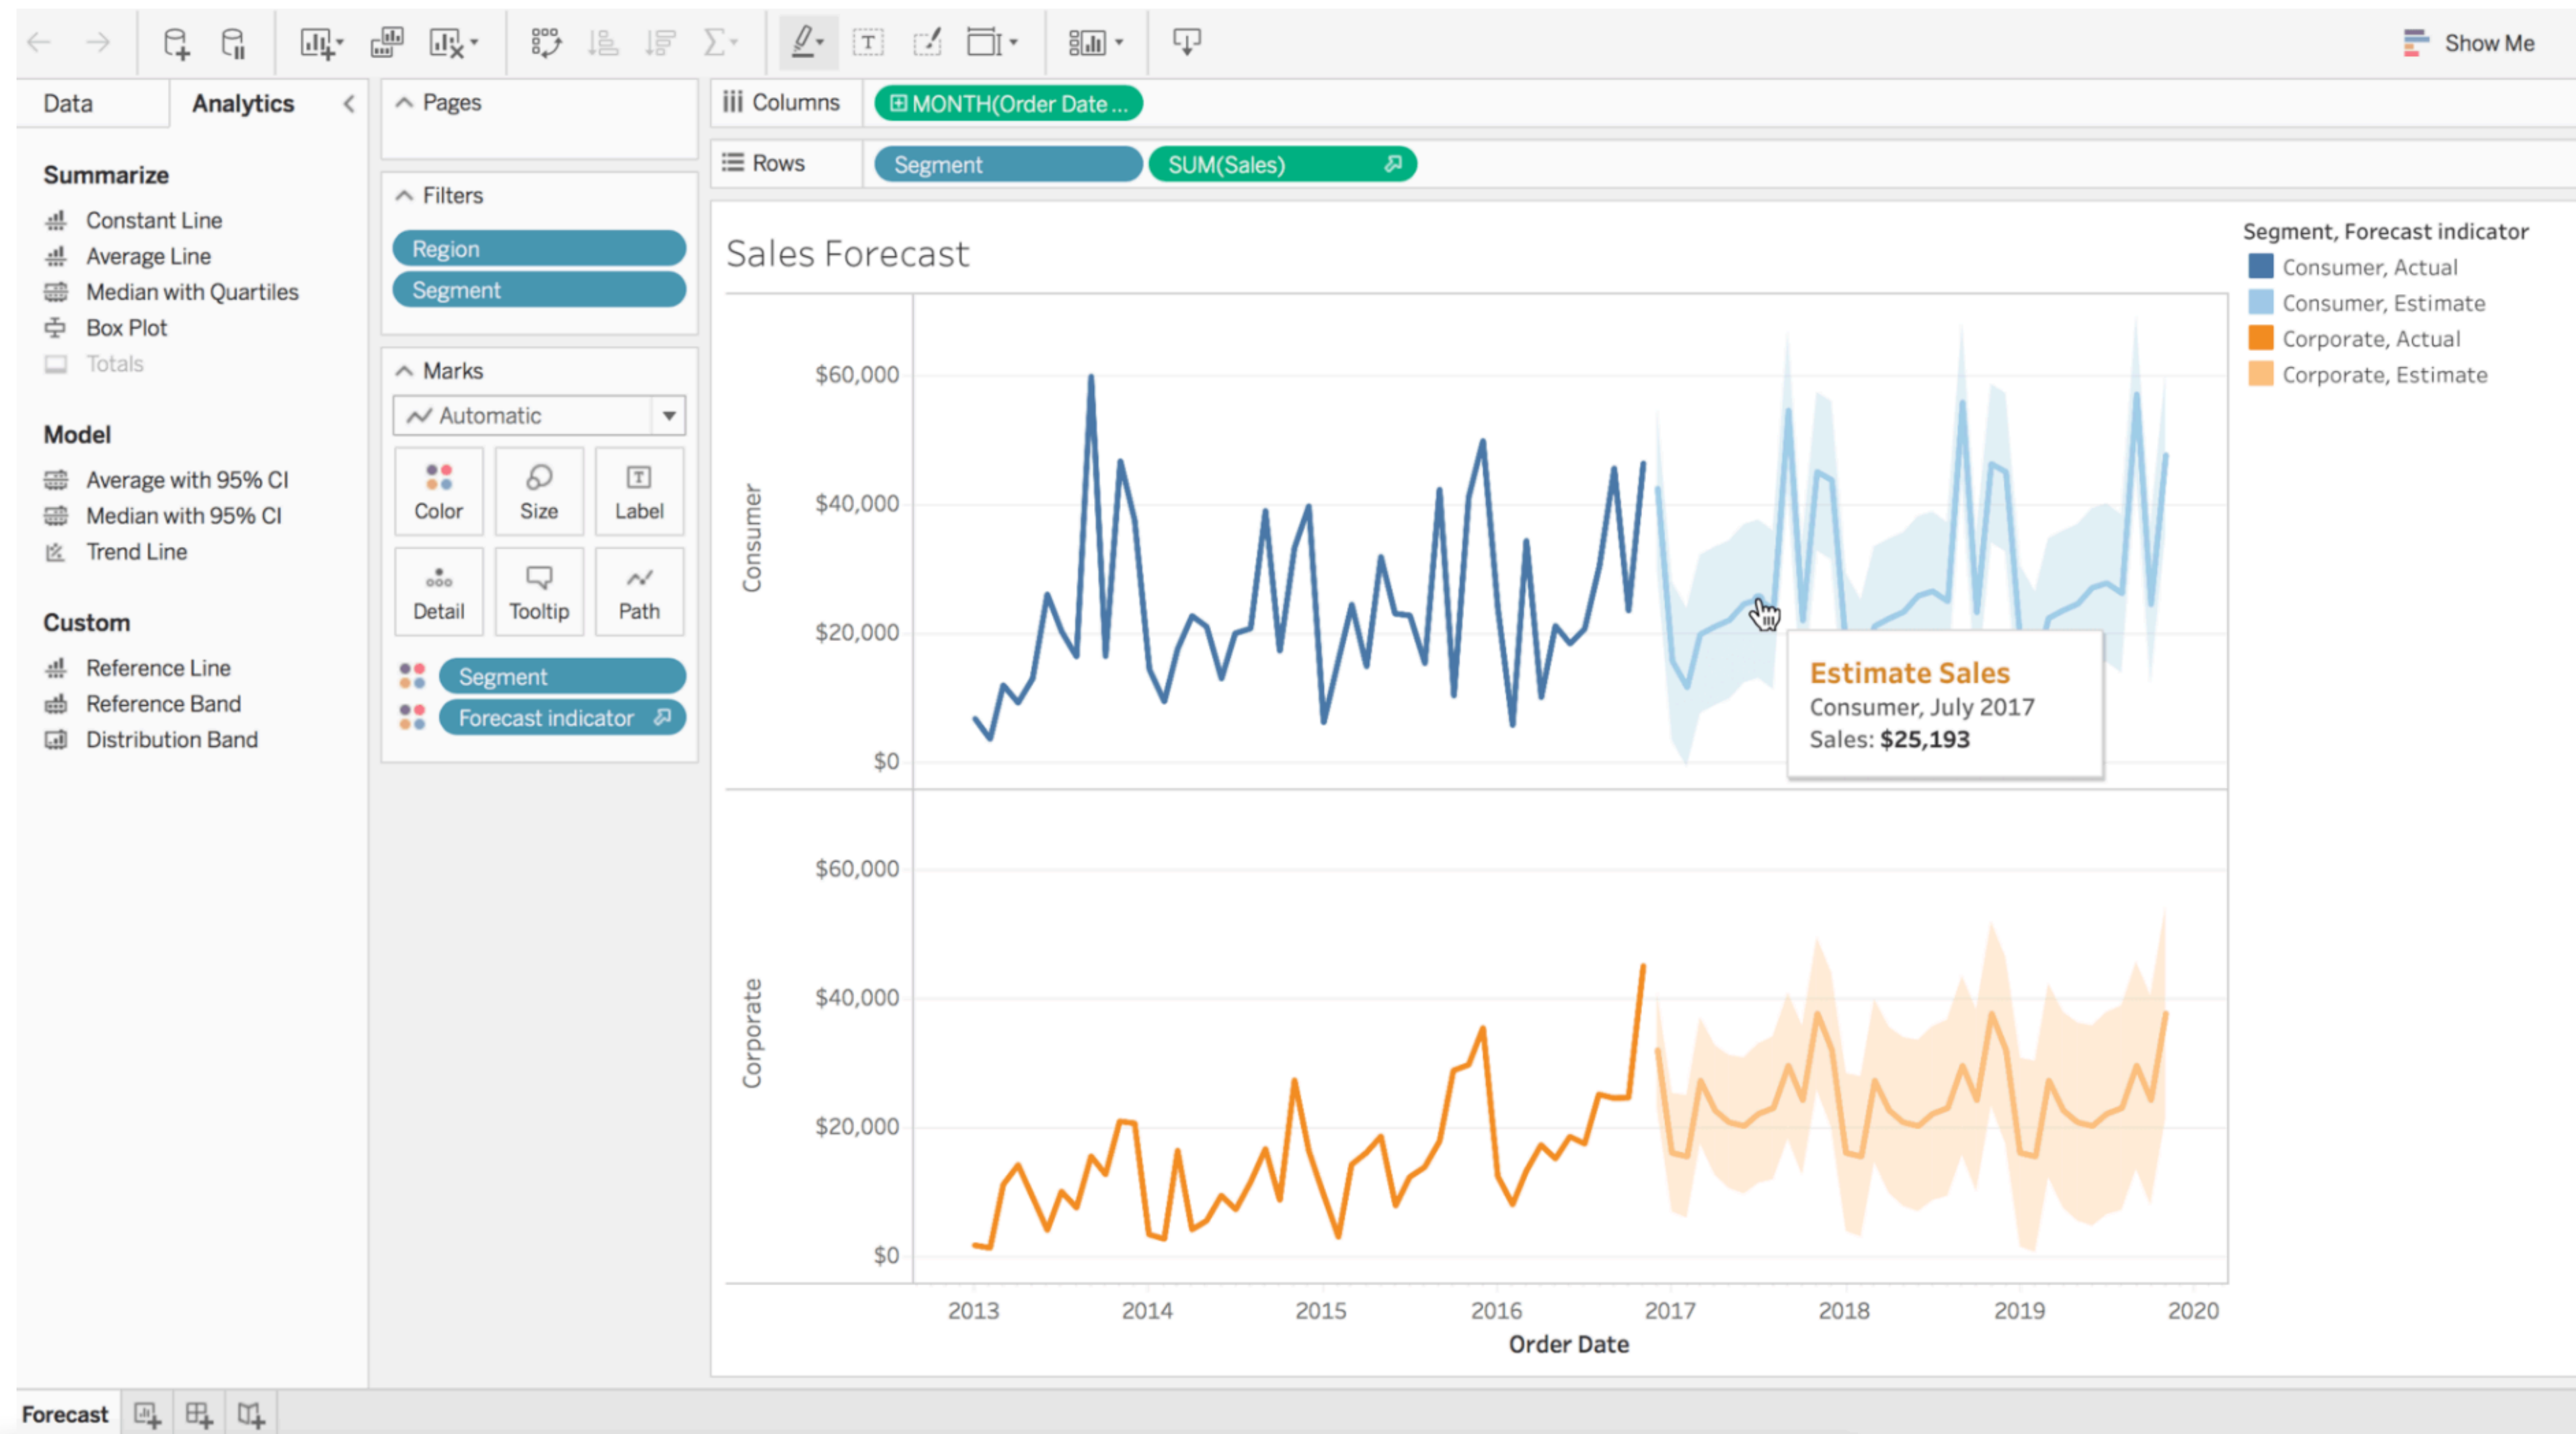 Show Me
Data
Analytics
Summarize
Constant Line
Average Line
Median with Quartiles
Box Plot
Totals
Model
Average with 95% CI
Median with 95% CI
Trend Line
Custom
Reference Line
Reference Band
Distribution Band
Pages
Filters
Region
Segment
Marks
Automatic
Color
Size
Label
Detail
Tooltip
Path
Segment
Forecast indicator
Columns
MONTH(Order Date ...
Rows
Segment
SUM(Sales)
Sales Forecast
Consumer
$60,000
$40,000
$20,000
$0
Estimate Sales
Consumer, July 2017
Sales: $25,193
Corporate
$60,000
$40,000
$20,000
$0
2013
2014
2015
2016
2017
2018
2019
2020
Order Date
Segment, Forecast indicator
Consumer, Actual
Consumer, Estimate
Corporate, Actual
Corporate, Estimate
Forecast